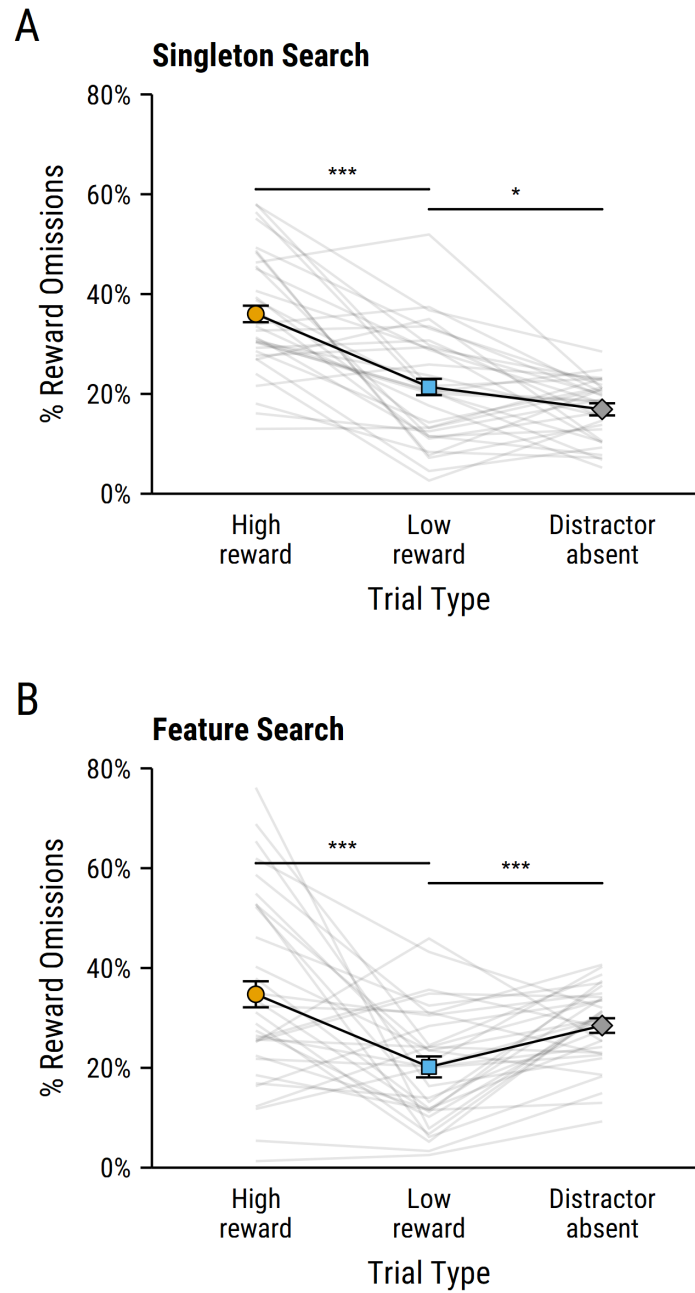 A
Singleton Search
80%
60%
40%
20%
0%
% Reward Omissions
***
*
High
reward
Low
reward
Distractor
absent
Trial Type
B
Feature Search
80%
60%
40%
20%
0%
% Reward Omissions
***
***
High
reward
Low
reward
Distractor
absent
Trial Type